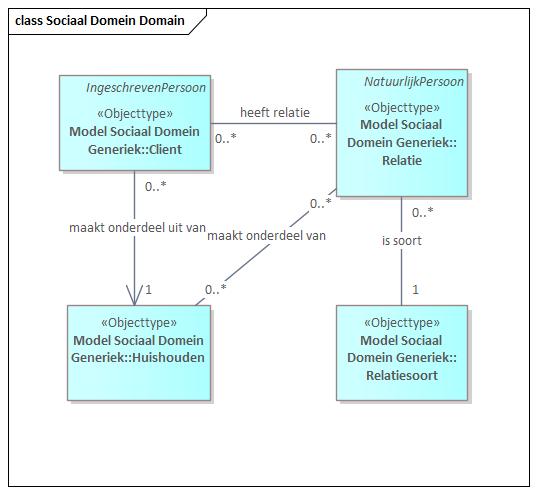 class Sociaal Domein Domain
IngeschrevenPersoon
«Objecttype»
Model Sociaal Domein
Generiek::Client
NatuurlijkPersoon
«Objecttype»
Model Sociaal
Domein Generiek::
Relatie
heeft relatie
0..*
0..*
0..*
maakt onderdeel uit van
1
0..*
maakt onderdeel van
0..*
0..*
is soort
1
«Objecttype»
Model Sociaal Domein
Generiek::Huishouden
«Objecttype»
Model Sociaal
Domein Generiek::
Relatiesoort